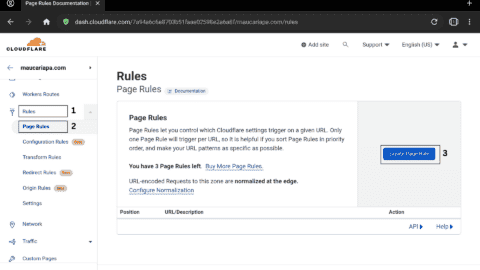 Page Rules Documentation
dash.cloudflare.com/
/maucariapa.com/rules
CLOUDFLARE
Add site
Support
English (US)
maucariapa.com
Workers Routes
Rules 1
Page Rules 2
Configuration Rules
Transform Rules
Redirect Rules
Origin Rules
Settings
Network
Traffic
Custom Pages
Rules
Page Rules Documentation
Page Rules
Page Rules let you control which Cloudflare settings trigger on a given URL. Only
one Page Rule will trigger per URL, so it is helpful if you sort Page Rules in priority
order, and make your URL patterns as specific as possible.
You have 3 Page Rules left. Buy More Page Rules.
URL-encoded Requests to this zone are normalized at the edge.
Configure Normalization
Create Page Rule 3
Position URL/Description Action
API Help